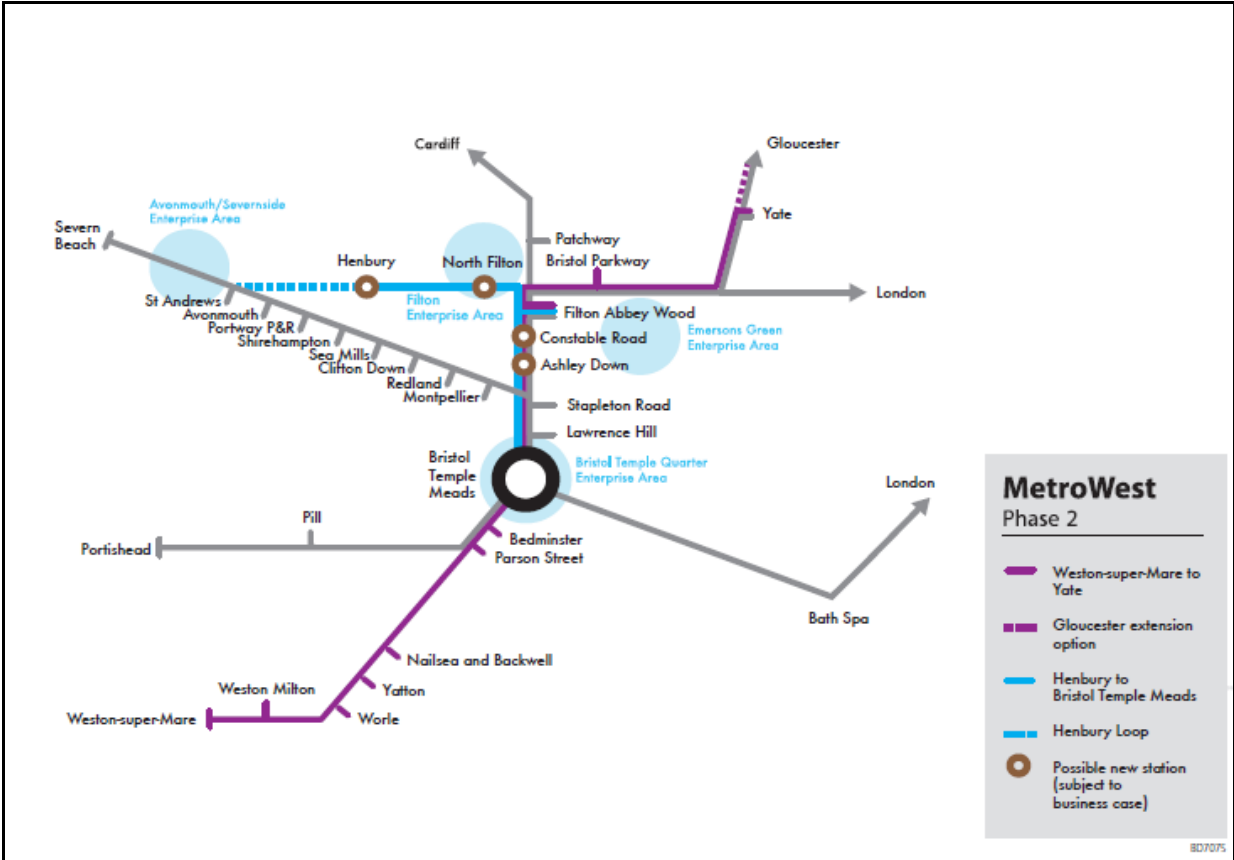 Cardiff
Gloucester
Avonmouth/Severnside
Enterprise Area
Severn
Beach
Yate
Patchway
Henbury
North Filton
Bristol Parkway
London
St Andrews
Avonmouth
Portway P&R
Shirehampton
Sea Mills
Clifton Down
Redland
Montpellier
Filton
Enterprise Area
Filton Abbey Wood
Constable Road
Ashley Down
Emersons Green
Enterprise Area
Stapleton Road
Lawrence Hill
Bristol
Temple
Meads
Bristol Temple Quarter
Enterprise Area
London
Pill
Portishead
Bedminster
Parson Street
Bath Spa
Nailsea and Backwell
Weston Milton
Yatton
Weston-super-Mare
Worle
MetroWest
Phase 2
Weston-super-Mare to
Yate
Gloucester extension
option
Henbury to
Bristol Temple Meads
Henbury Loop
Possible new station
(subject to
business case)
BD7075